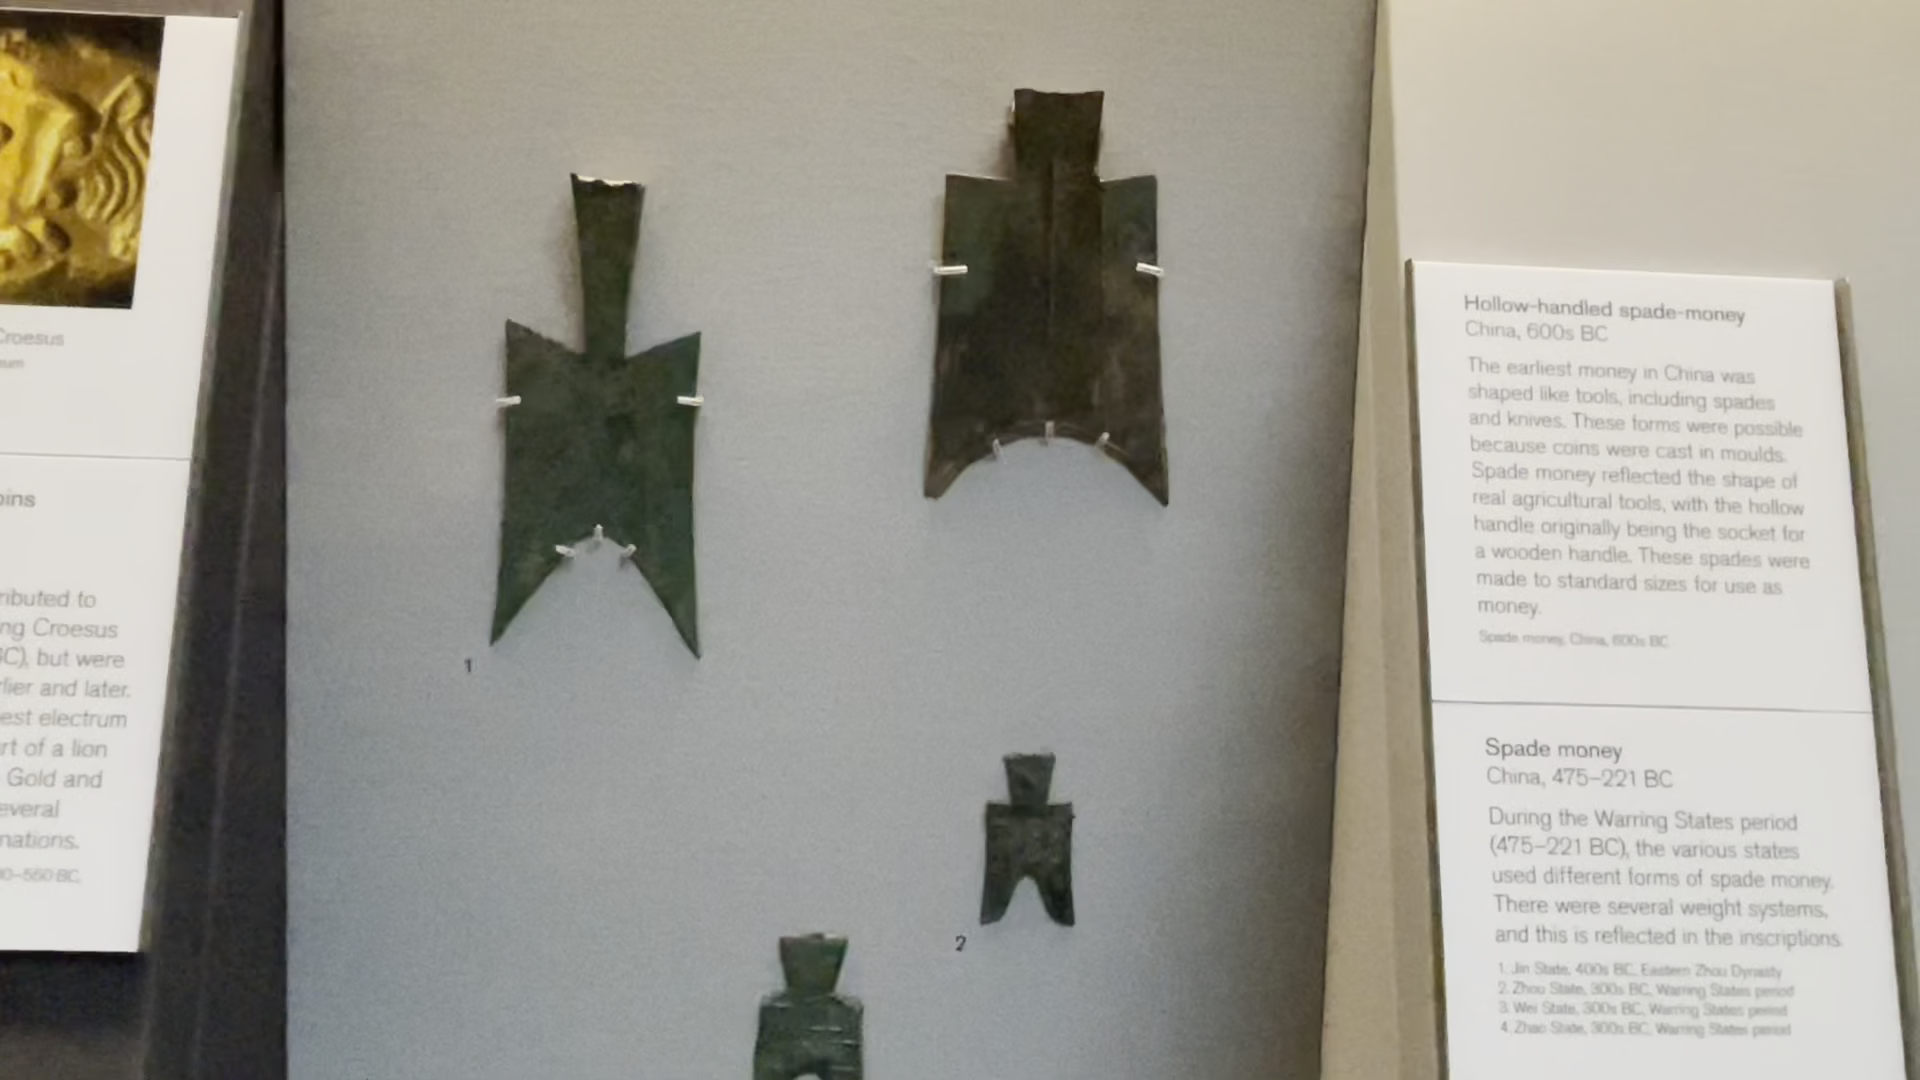 Croesus
oins
ributed to
ng Croesus
BC), but were
lier and later.
est electrum
rt of a lion
Gold and
everal
nations.
0–550 BC
1
2
Hollow-handled spade-money
China, 600s BC
The earliest money in China was
shaped like tools, including spades
and knives. These forms were possible
because coins were cast in moulds.
Spade money reflected the shape of
real agricultural tools, with the hollow
handle originally being the socket for
a wooden handle. These spades were
made to standard sizes for use as
money.
Spade money, China, 600s BC
Spade money
China, 475–221 BC
During the Warring States period
(475–221 BC), the various states
used different forms of spade money.
There were several weight systems,
and this is reflected in the inscriptions.
1. Jin State, 400s BC, Eastern Zhou Dynasty
2. Zhou State, 300s BC, Warring States period
3. Wei State, 300s BC, Warring States period
4. Zhao State, 300s BC, Warring States period